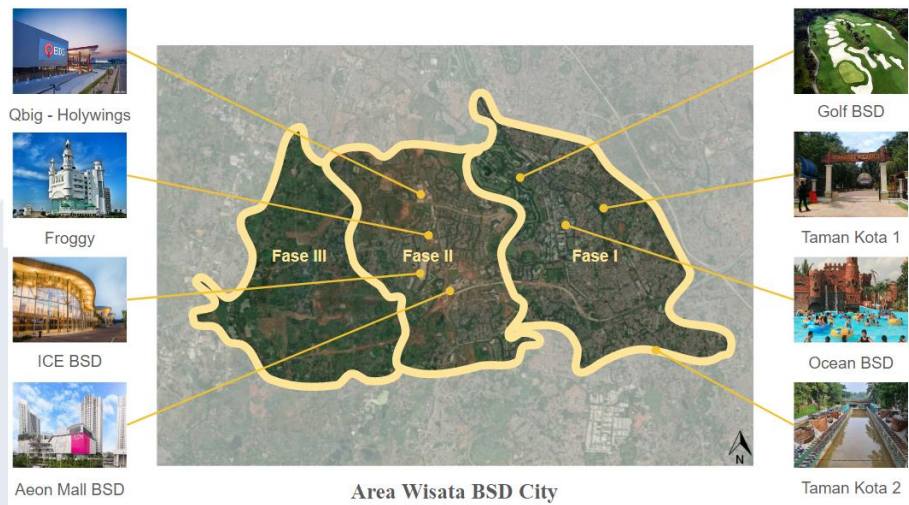 Qbig - Holywings
Froggy
ICE BSD
Aeon Mall BSD
Fase III
Fase II
Fase I
N
Golf BSD
Taman Kota 1
Ocean BSD
Taman Kota 2
Area Wisata BSD City